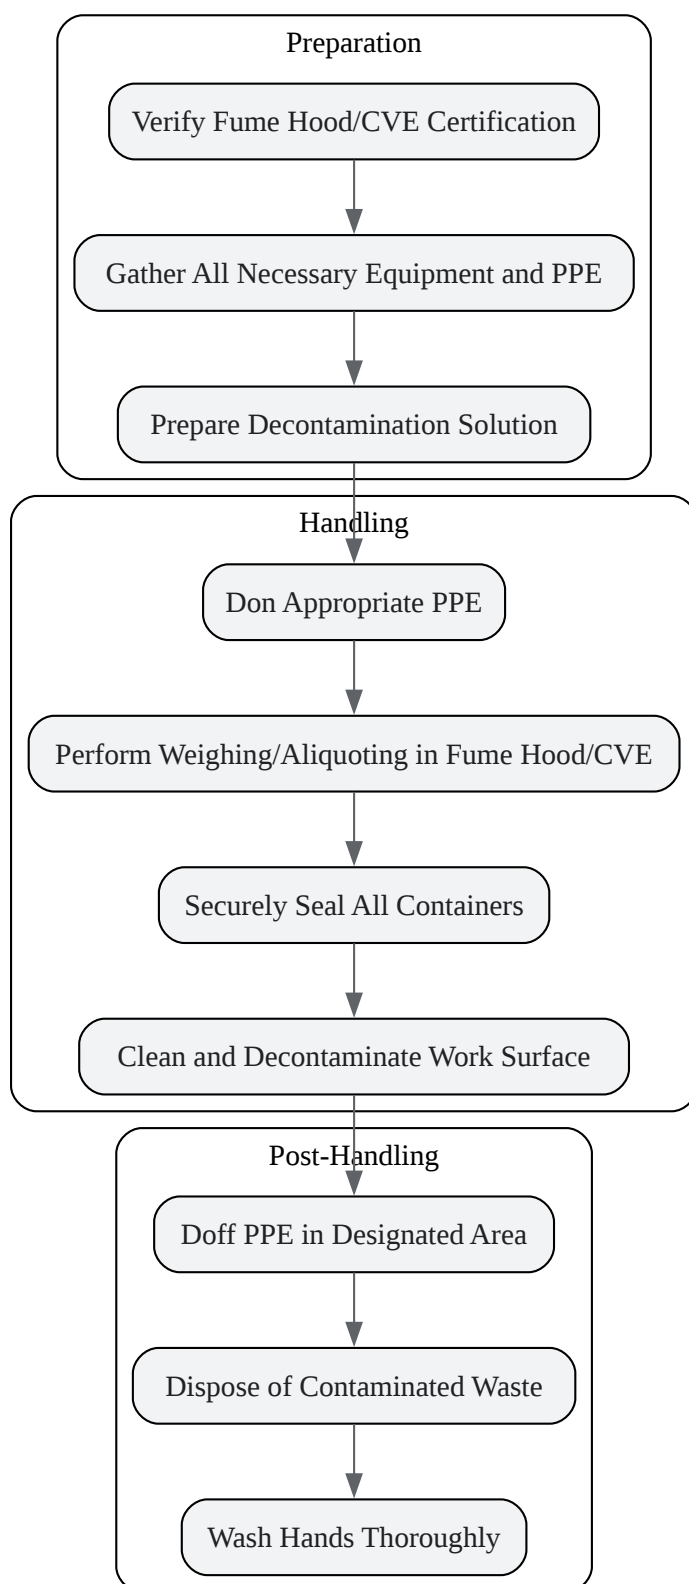 Preparation
Verify Fume Hood/CVE Certification
Gather All Necessary Equipment and PPE
Prepare Decontamination Solution
Handling
Don Appropriate PPE
Perform Weighing/Aliquoting in Fume Hood/CVE
Securely Seal All Containers
Clean and Decontaminate Work Surface
Post-Handling
Doff PPE in Designated Area
Dispose of Contaminated Waste
Wash Hands Thoroughly